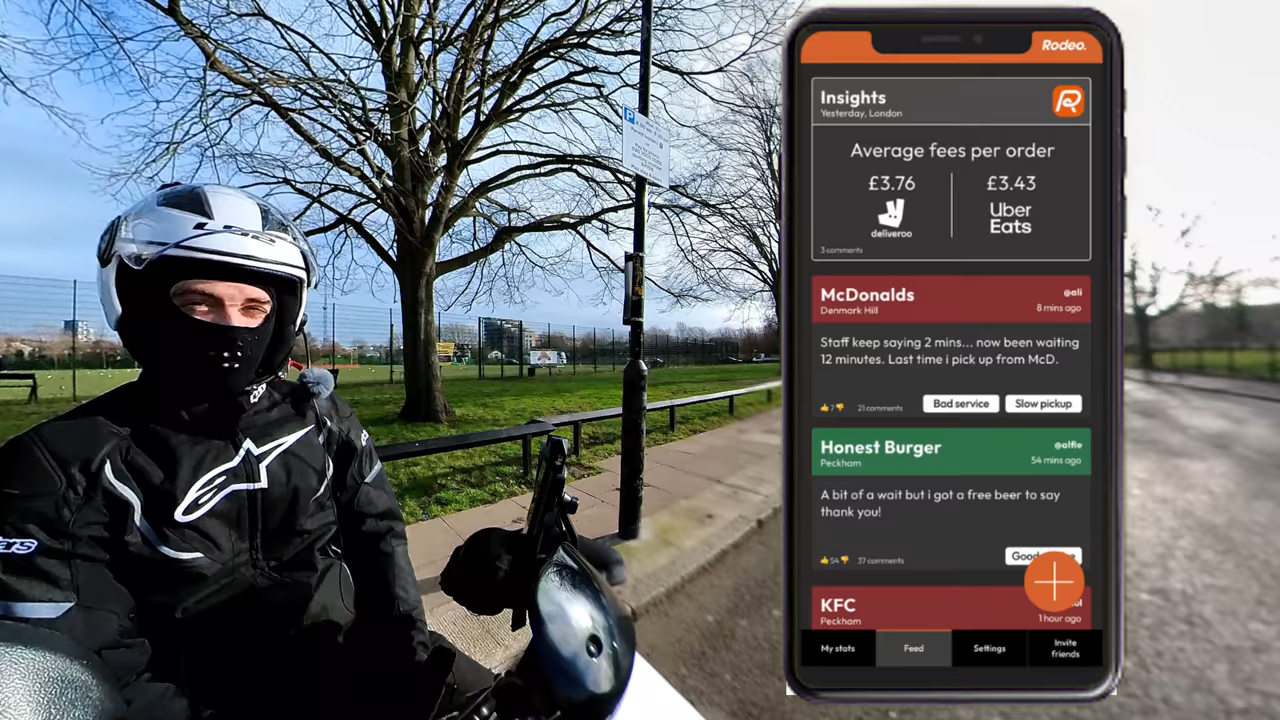 LS2
P
ars
Rodeo.
Insights
Yesterday, London
Average fees per order
£3.76
£3.43
deliveroo
Uber
Eats
3 comments
McDonalds
@ali
Denmark Hill
8 mins ago
Staff keep saying 2 mins... now been waiting
12 minutes. Last time i pick up from McD.
👍7👎
21 comments
Bad service
Slow pickup
Honest Burger
@alfie
Peckham
54 mins ago
A bit of a wait but i got a free beer to say
thank you!
👍54👎
37 comments
KFC
Peckham
1 hour ago
My stats
Feed
Settings
Invite
friends